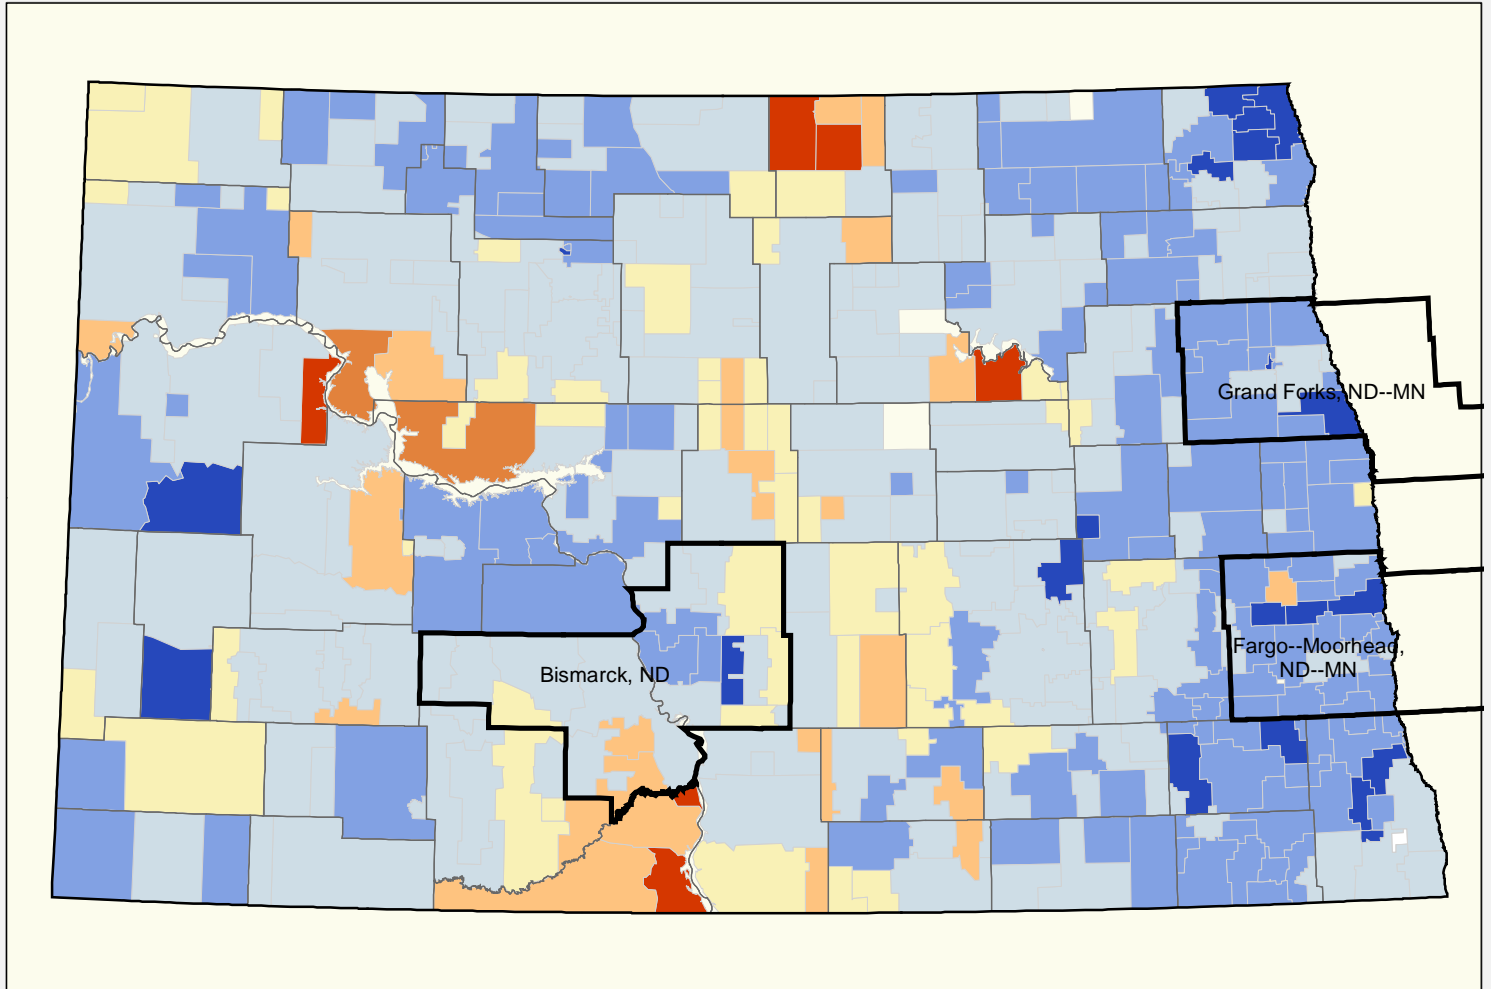 Grand Forks, ND--MN
Fargo--Moorhead,
ND--MN
Bismarck, ND